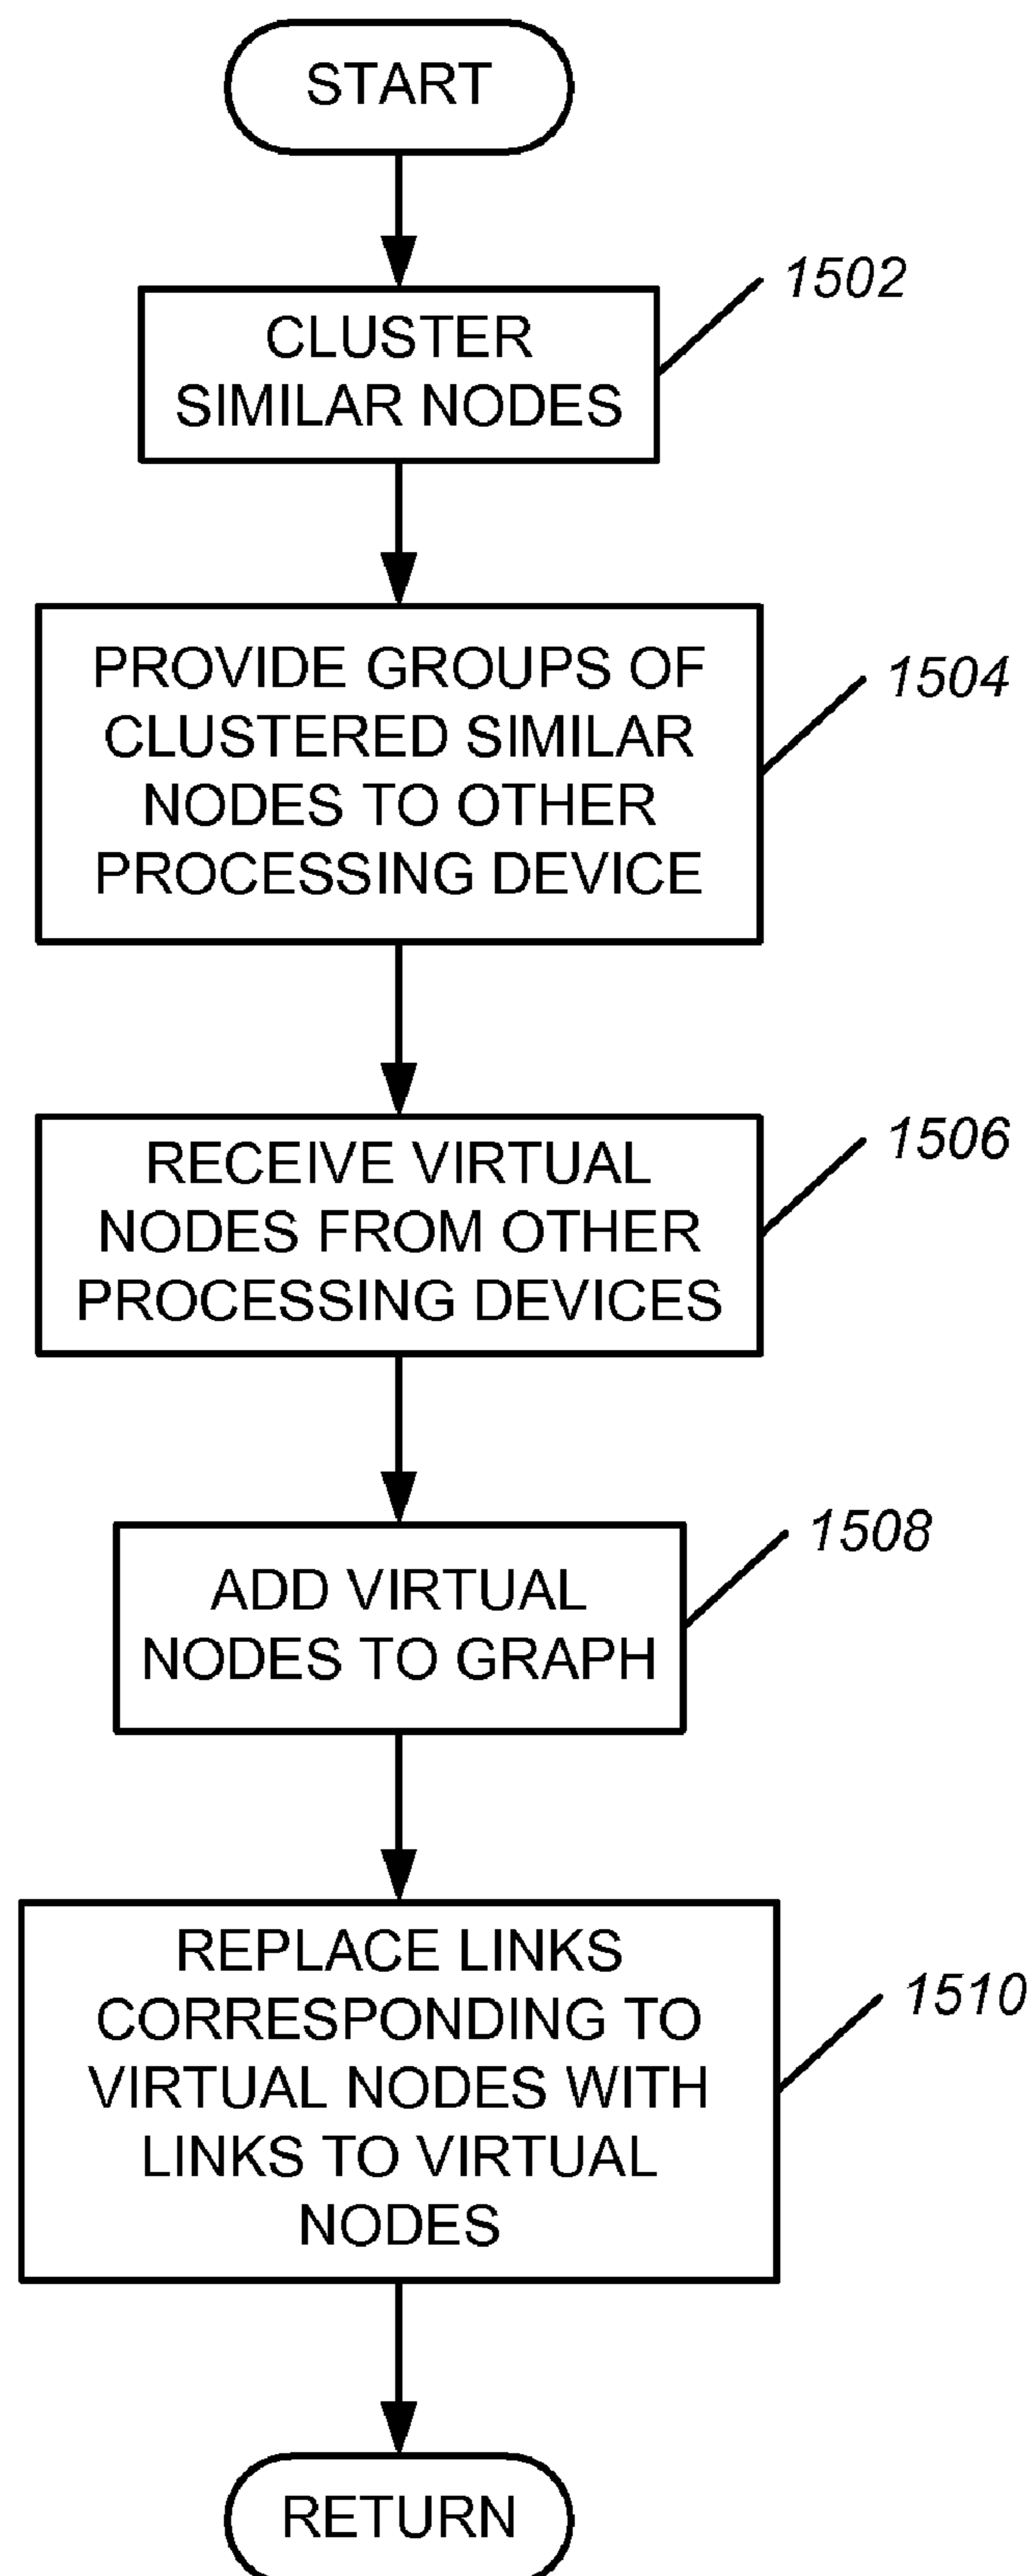 START
1502
CLUSTER
SIMILAR NODES
1504
PROVIDE GROUPS OF
CLUSTERED SIMILAR
NODES TO OTHER
PROCESSING DEVICE
1506
RECEIVE VIRTUAL
NODES FROM OTHER
PROCESSING DEVICES
1508
ADD VIRTUAL
NODES TO GRAPH
1510
REPLACE LINKS
CORRESPONDING TO
VIRTUAL NODES WITH
LINKS TO VIRTUAL
NODES
RETURN